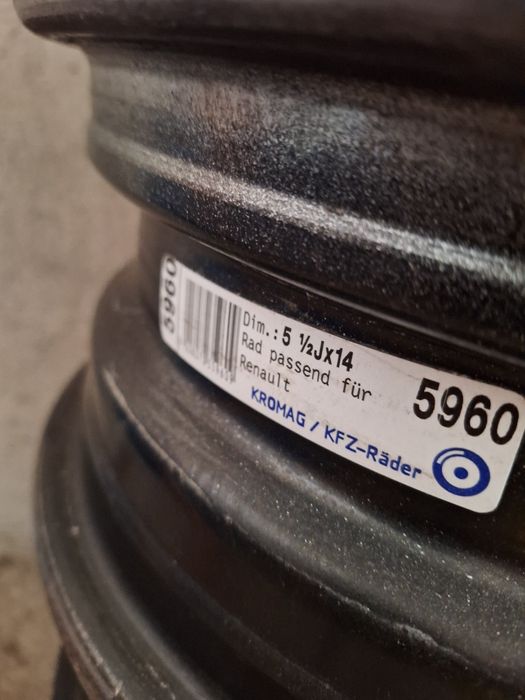 5960
Dim.: 5 ½Jx14
Rad passend für
Renault
5960
KROMAG / KFZ-Räder